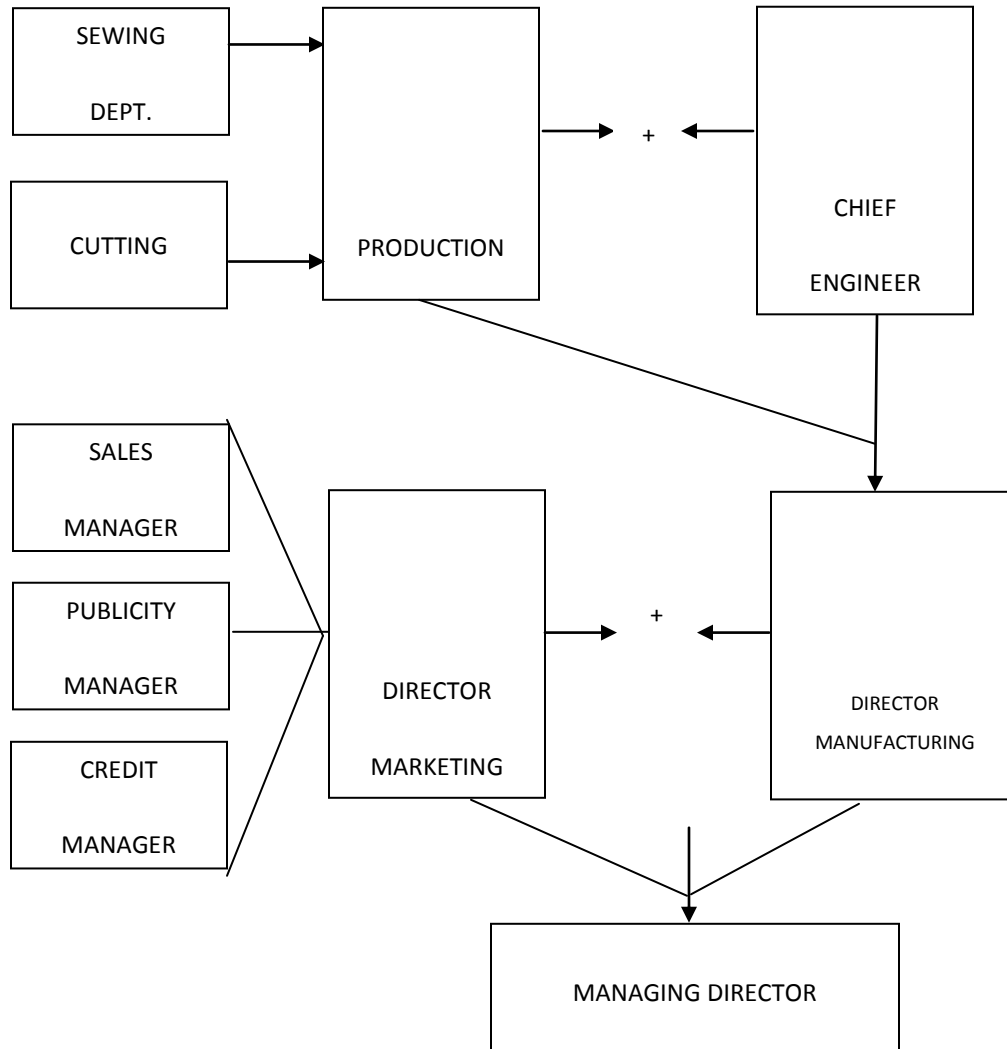 SEWING
DEPT.
CUTTING
PRODUCTION
+
CHIEF
ENGINEER
SALES
MANAGER
PUBLICITY
MANAGER
CREDIT
MANAGER
DIRECTOR
MARKETING
+
DIRECTOR
MANUFACTURING
MANAGING DIRECTOR